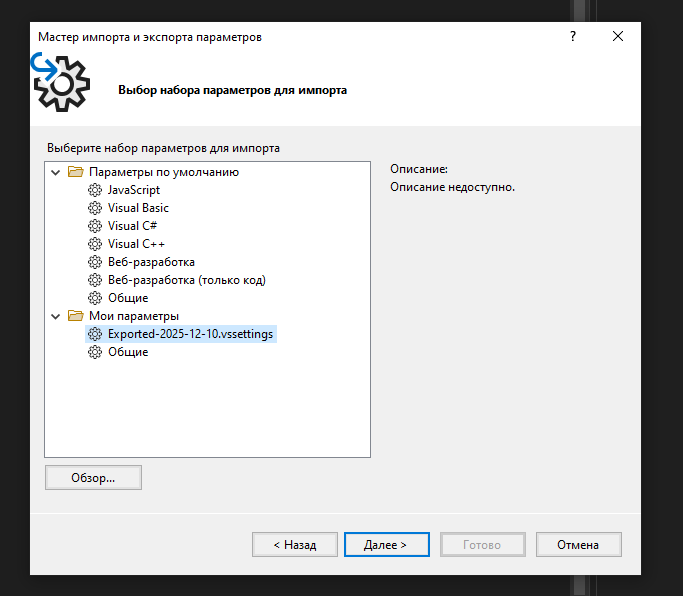 Мастер импорта и экспорта параметров
?
Выбор набора параметров для импорта
Выберите набор параметров для импорта
Параметры по умолчанию
JavaScript
Visual Basic
Visual C#
Visual C++
Веб-разработка
Веб-разработка (только код)
Общие
Мои параметры
Exported-2025-12-10.vssettings
Общие
Описание:
Описание недоступно.
Обзор...
< Назад
Далее >
Готово
Отмена